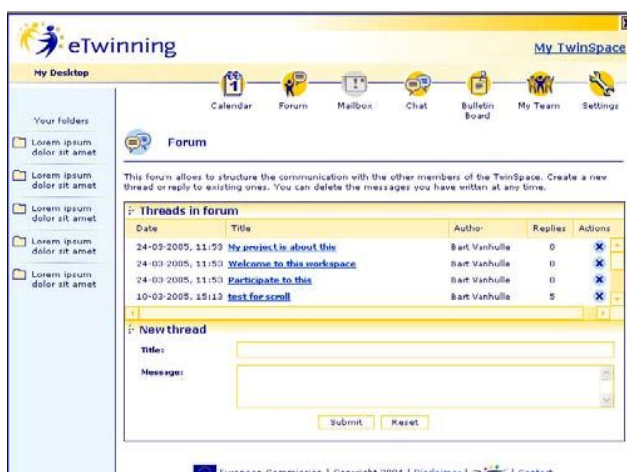 eTwinning
My TwinSpace
My Desktop
Calendar Forum Mailbox Chat Bulletin Board My Team Settings
Your folders
Lorem ipsum dolor sit amet
Lorem ipsum dolor sit amet
Lorem ipsum dolor sit amet
Lorem ipsum dolor sit amet
Lorem ipsum dolor sit amet
Forum
This forum allows to structure the communication with the other members of the TwinSpace. Create a new
thread or reply to existing ones. You can delete the messages you have written at any time.
Threads in forum
Date Title Author Replies Actions
24-03-2005, 11:53 My project is about this Bart Vanhulle 0
24-03-2005, 11:53 Welcome to this workspace Bart Vanhulle 0
24-03-2005, 11:53 Participate to this Bart Vanhulle 0
10-03-2005, 15:13 test for scroll Bart Vanhulle 5
New thread
Title:
Message:
Submit Reset
European Commission | Copyright 2004 | Disclaimer | Contact